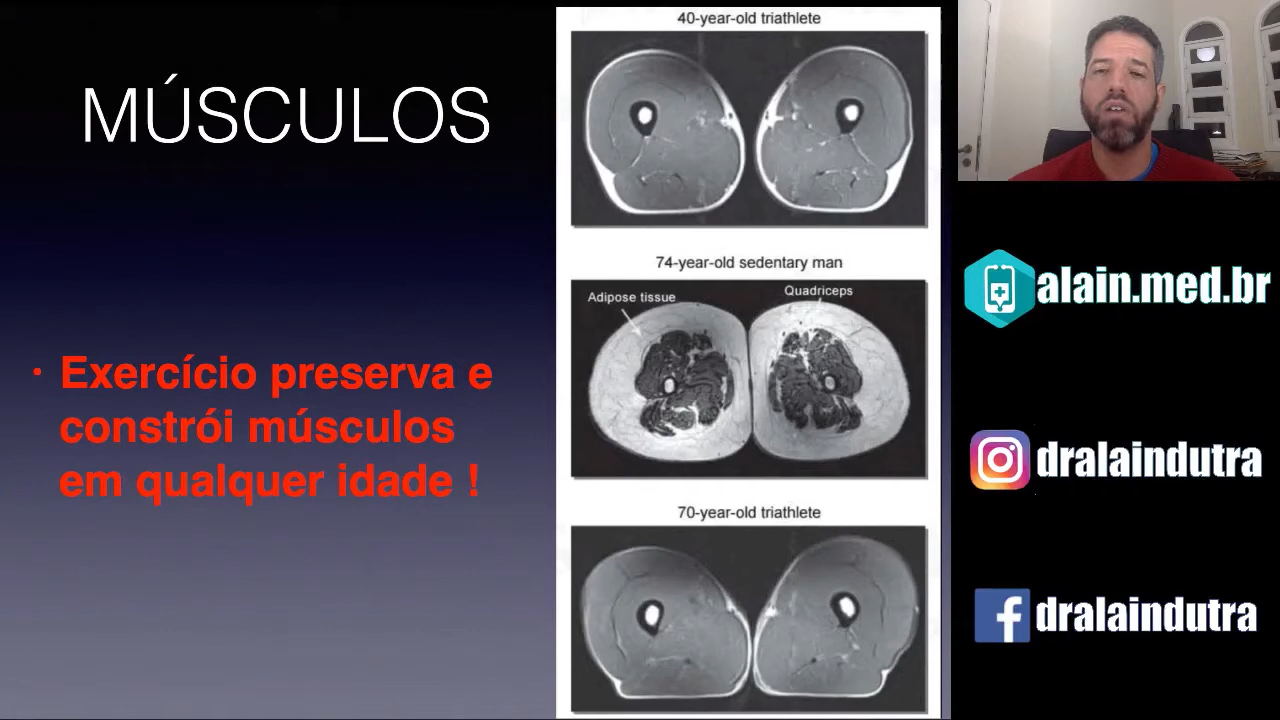 MÚSCULOS
• Exercício preserva e
constrói músculos
em qualquer idade !
40-year-old triathlete
74-year-old sedentary man
Adipose tissue
Quadriceps
70-year-old triathlete
alain.med.br
dralaindutra
dralaindutra